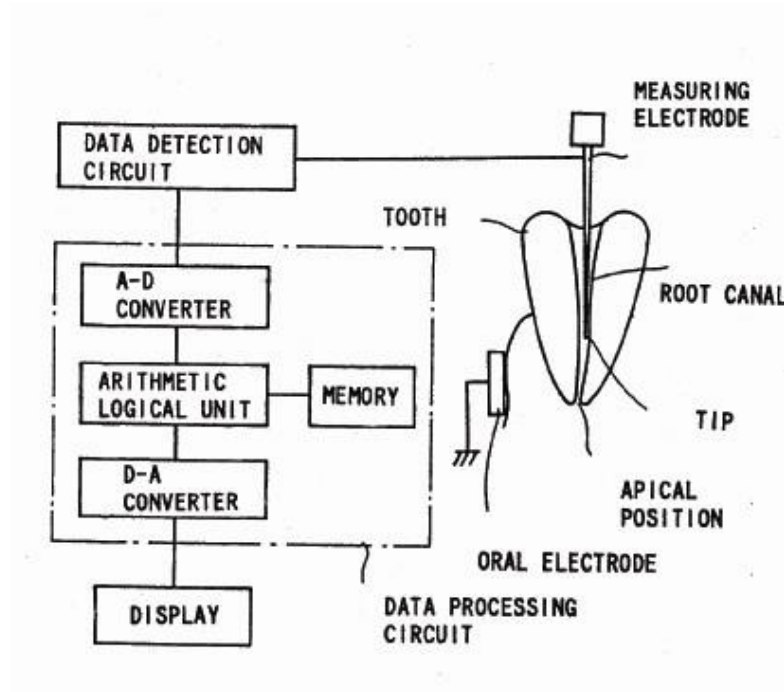 MEASURING
ELECTRODE
DATA DETECTION
CIRCUIT
TOOTH
A-D
CONVERTER
ROOT CANAL
ARITHMETIC
LOGICAL UNIT
MEMORY
TIP
D-A
CONVERTER
APICAL
POSITION
ORAL ELECTRODE
DISPLAY
DATA PROCESSING
CIRCUIT